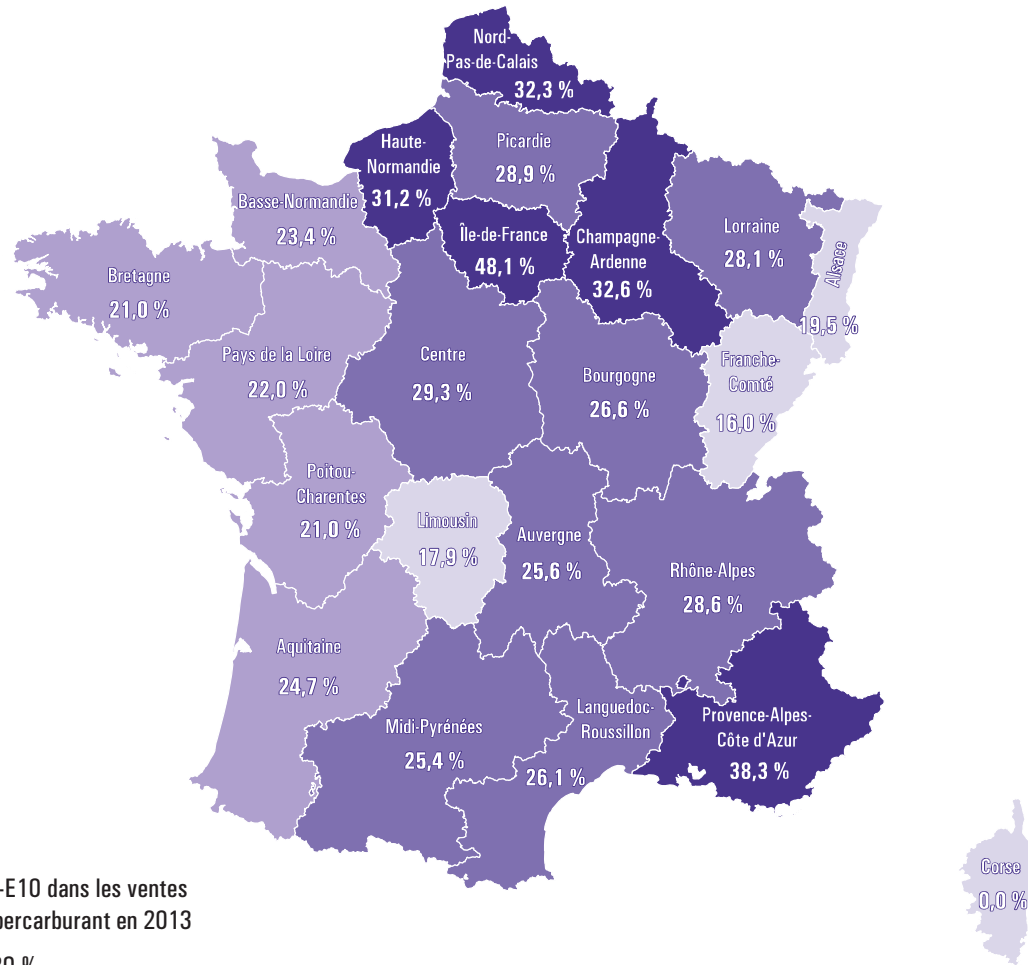 Nord-
Pas-de-Calais
32,3 %
Haute-
Normandie
31,2 %
Picardie
28,9 %
Basse-Normandie
23,4 %
Île-de-France
48,1 %
Champagne-
Ardenne
32,6 %
Lorraine
28,1 %
Alsace
19,5 %
Bretagne
21,0 %
Pays de la Loire
22,0 %
Centre
29,3 %
Bourgogne
26,6 %
Franche-
Comté
16,0 %
Poitou-
Charentes
21,0 %
Limousin
17,9 %
Auvergne
25,6 %
Rhône-Alpes
28,6 %
Aquitaine
24,7 %
Midi-Pyrénées
25,4 %
Languedoc-
Roussillon
26,1 %
Provence-Alpes-
Côte d'Azur
38,3 %
Corse
0,0 %
-E10 dans les ventes
percarburant en 2013